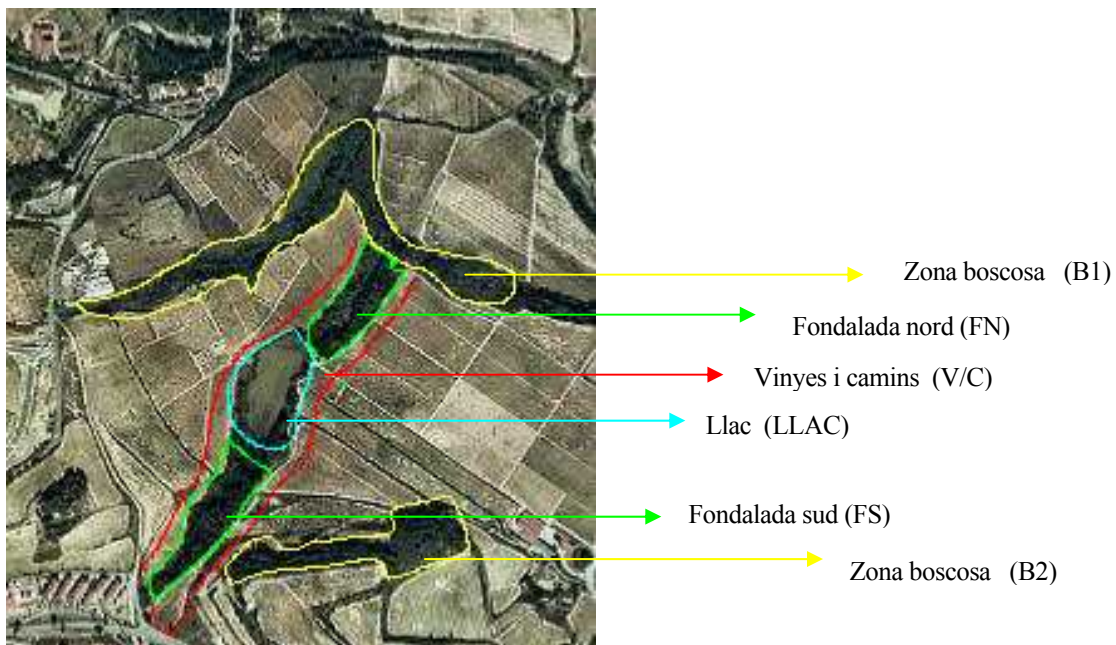 Zona boscosa (B1)
Fondalada nord (FN)
Vinyes i camins (V/C)
Llac (LLAC)
Fondalada sud (FS)
Zona boscosa (B2)